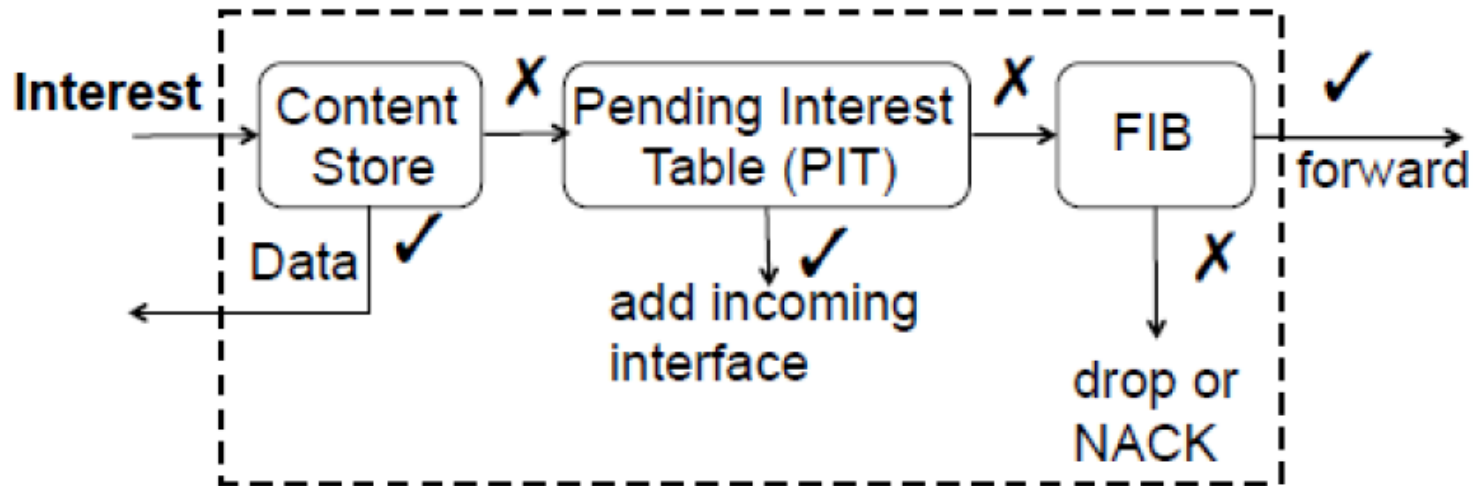 Interest
Content
Store
✗
Pending Interest
Table (PIT)
✗
FIB
✓
forward
Data
✓
✓
add incoming
interface
✗
drop or
NACK